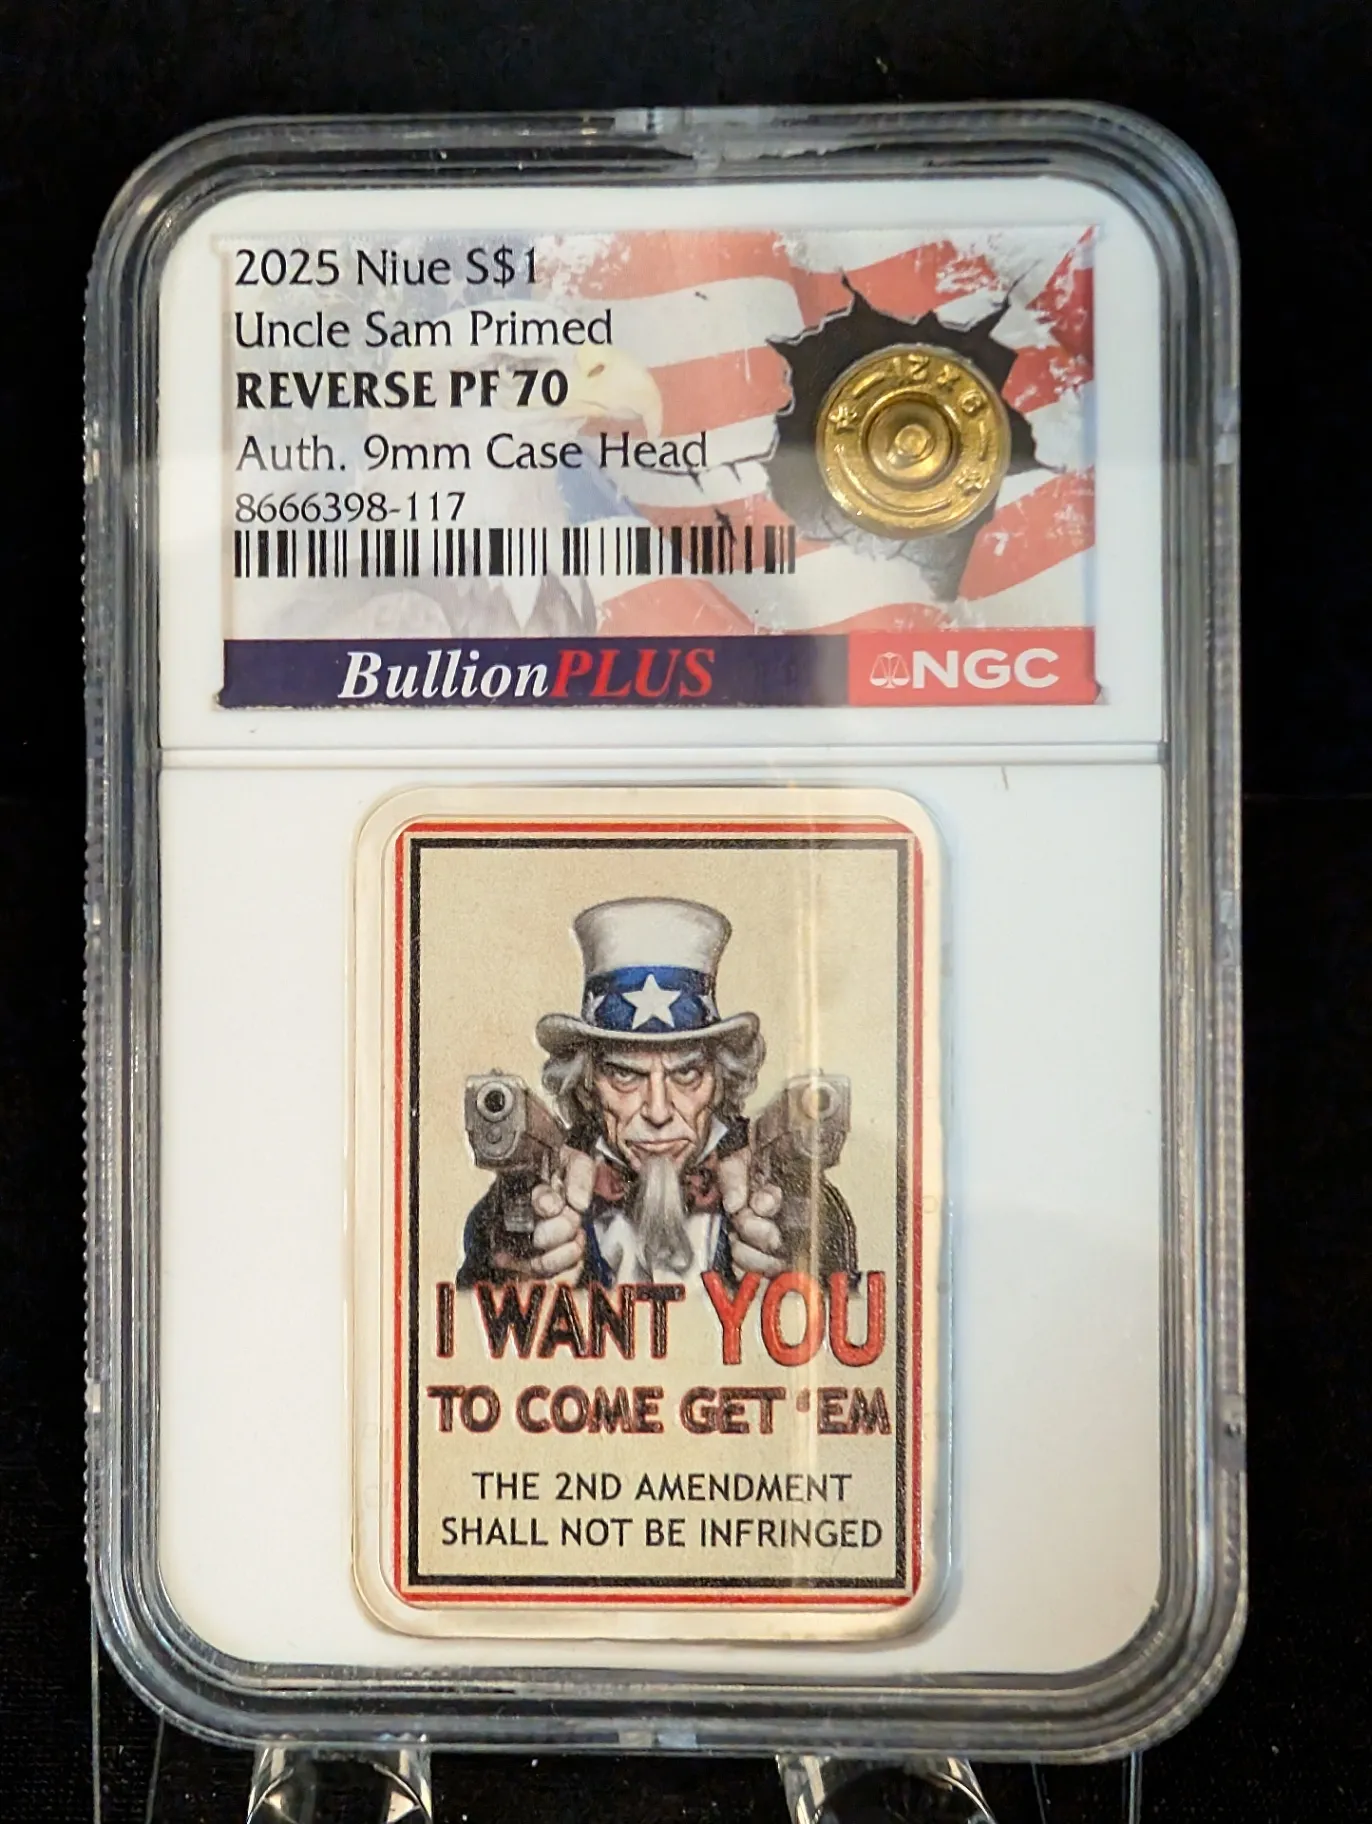 2025 Niue S$1
Uncle Sam Primed
REVERSE PF 70
Auth. 9mm Case Head
8666398-117
BullionPLUS
NGC
I WANT YOU
TO COME GET 'EM
THE 2ND AMENDMENT
SHALL NOT BE INFRINGED